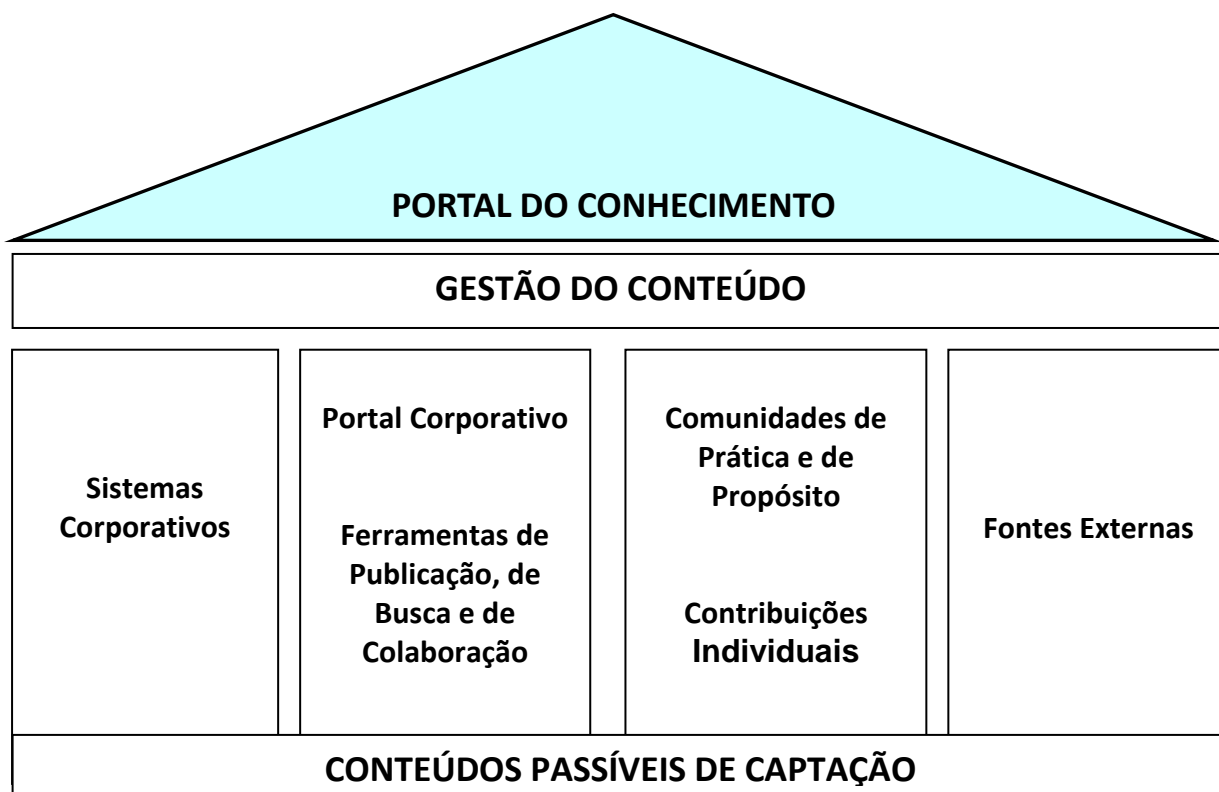 PORTAL DO CONHECIMENTO
GESTÃO DO CONTEÚDO
Sistemas
Corporativos
Portal Corporativo
Ferramentas de
Publicação, de
Busca e de
Colaboração
Comunidades de
Prática e de
Propósito
Contribuições
Individuais
Fontes Externas
CONTEÚDOS PASSÍVEIS DE CAPTAÇÃO